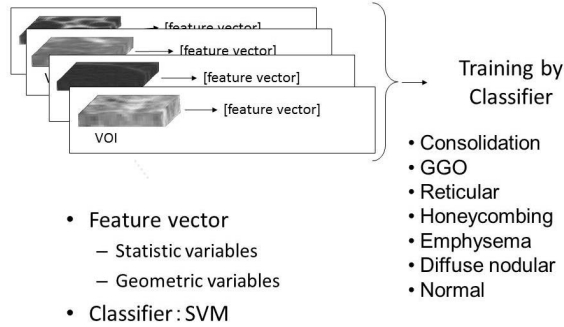 [feature vector]
[feature vector]
[feature vector]
[feature vector]
VOI
Training by
Classifier
• Consolidation
• GGO
• Reticular
• Honeycombing
• Emphysema
• Diffuse nodular
• Normal
• Feature vector
– Statistic variables
– Geometric variables
• Classifier : SVM